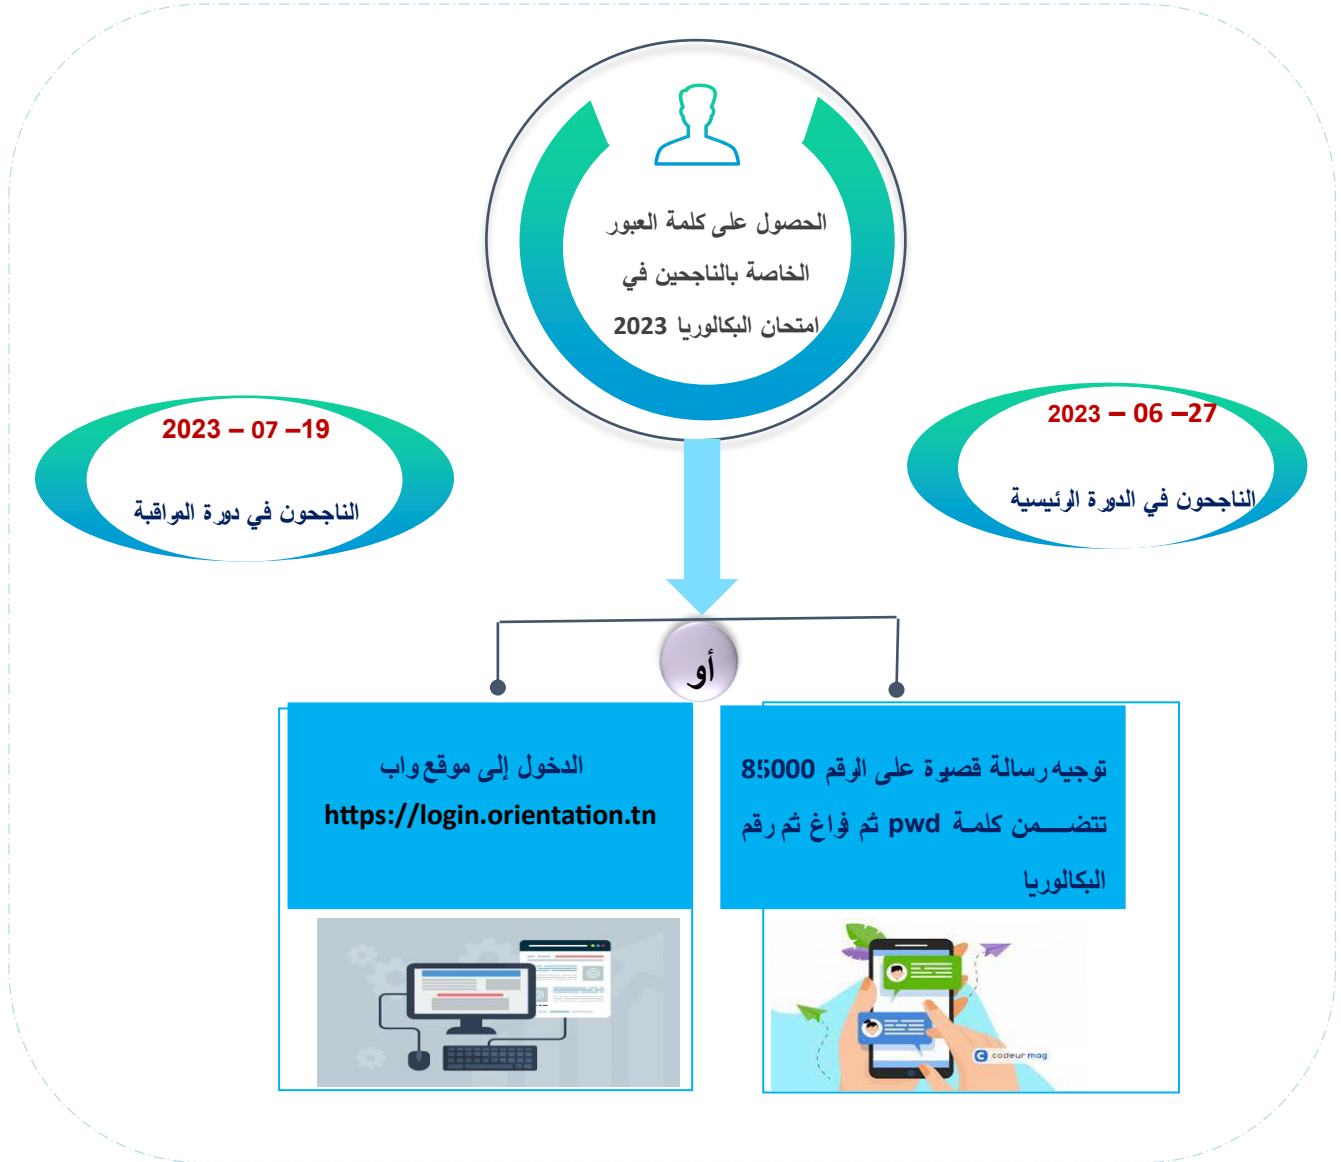 الحصول على كلمة العبور
الخاصة بالناجحين في
امتحان البكالوريا 2023
27– 06 – 2023
الناجحون في الدورة الرئيسية
19– 07 – 2023
الناجحون في دورة المراقبة
أو
توجيه رسالة قصيرة على الرقم 85000
تتضـــمن كلمـة pwd ثم فراغ ثم رقم
البكالوريا
الدخول إلى موقع واب
https://login.orientation.tn
codeur mag